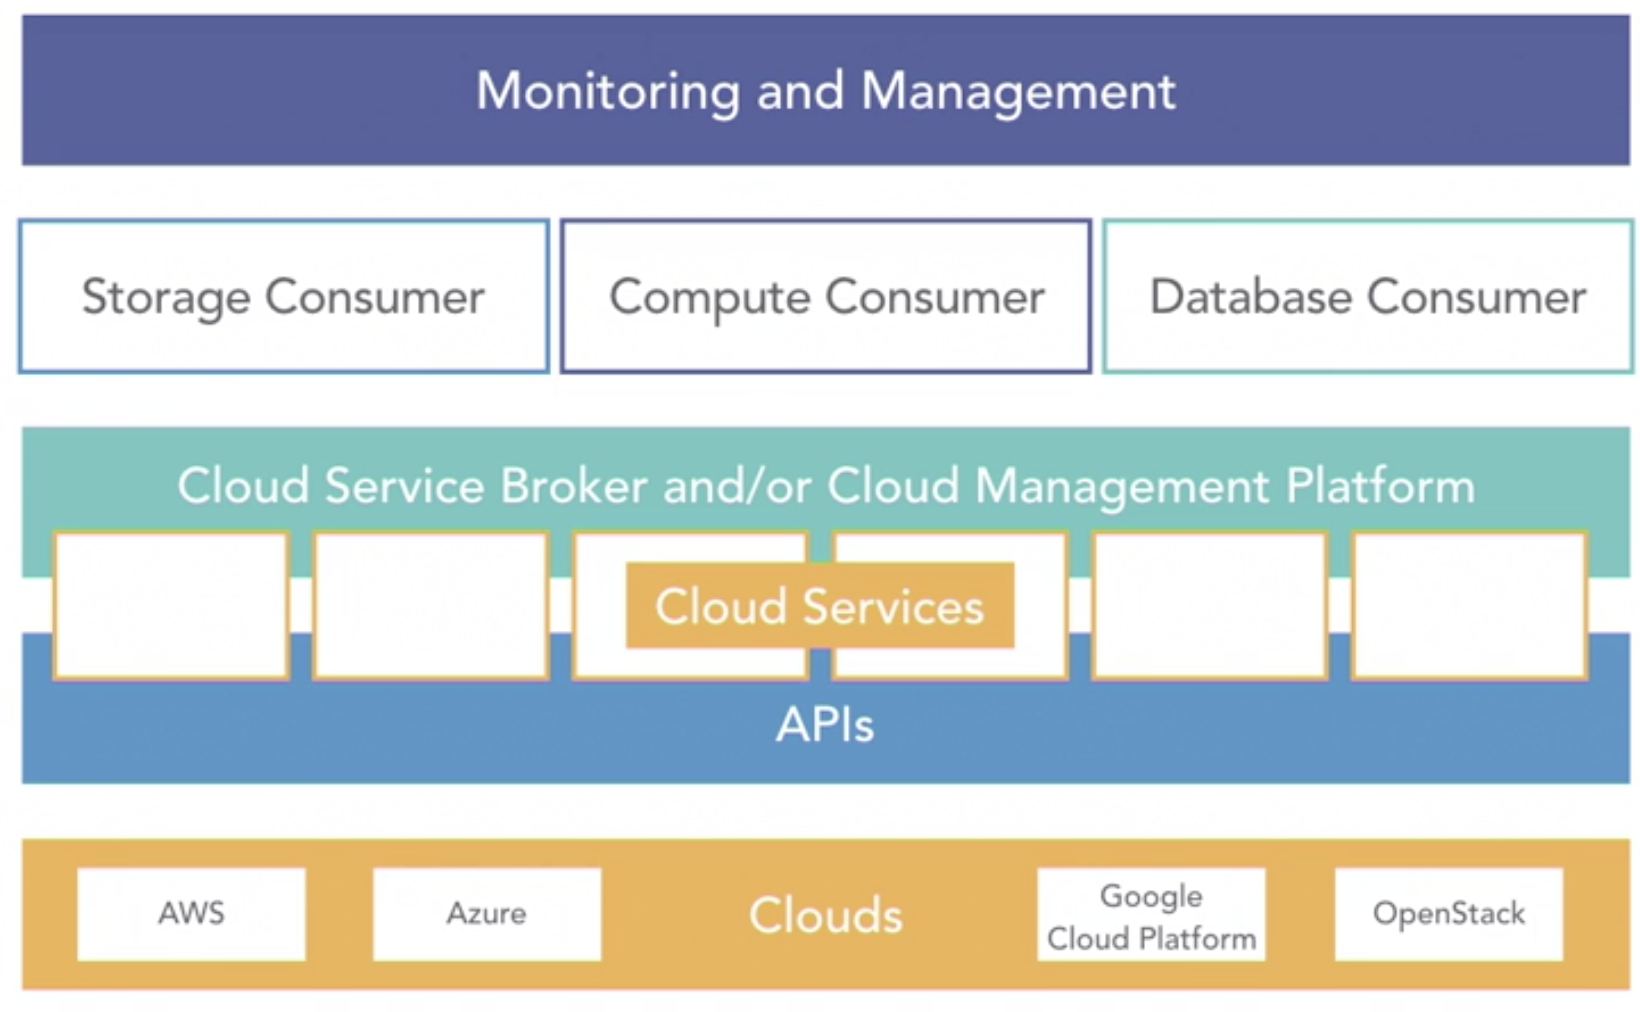 Monitoring and Management
Storage Consumer
Compute Consumer
Database Consumer
Cloud Service Broker and/or Cloud Management Platform
Cloud Services
APIs
AWS
Azure
Clouds
Google
Cloud Platform
OpenStack